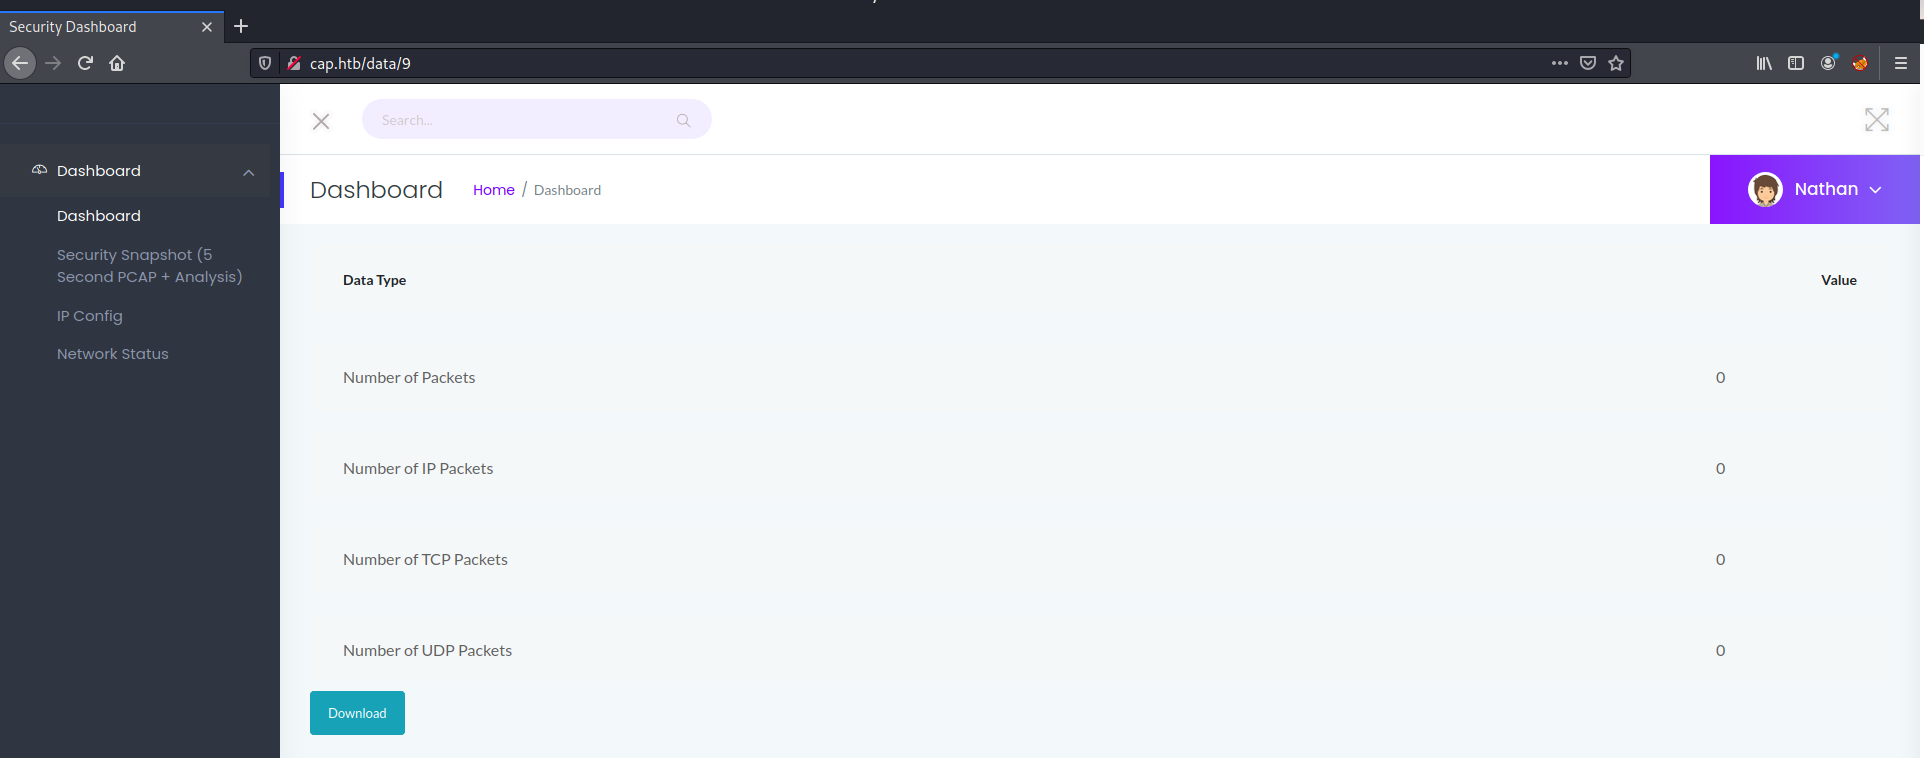 Security Dashboard
cap.htb/data/9
Search...
Dashboard
Home / Dashboard
Nathan
Dashboard
Dashboard
Security Snapshot (5
Second PCAP + Analysis)
IP Config
Network Status
Data Type Value
Number of Packets 0
Number of IP Packets 0
Number of TCP Packets 0
Number of UDP Packets 0
Download